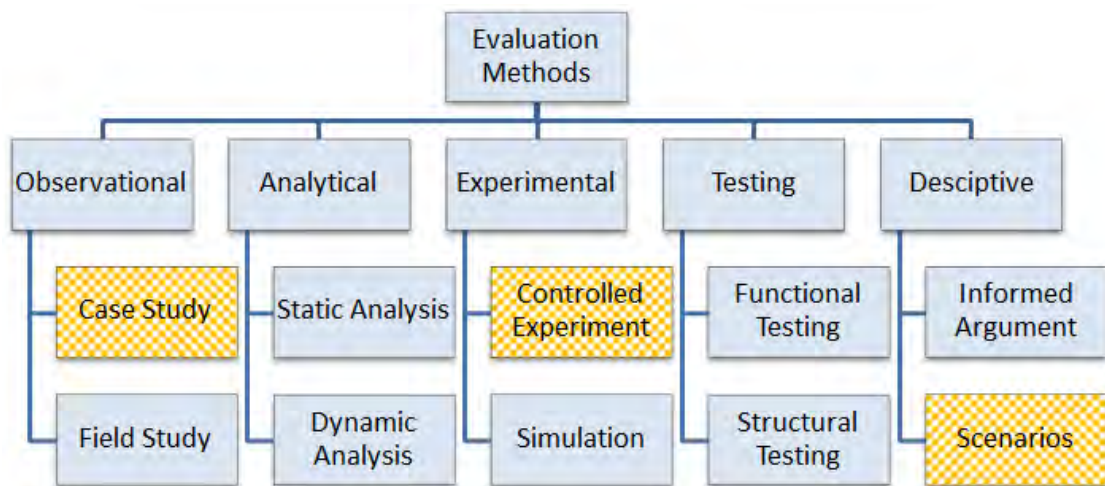 Evaluation
Methods
Observational
Analytical
Experimental
Testing
Desciptive
Case Study
Static Analysis
Controlled
Experiment
Functional
Testing
Informed
Argument
Field Study
Dynamic
Analysis
Simulation
Structural
Testing
Scenarios